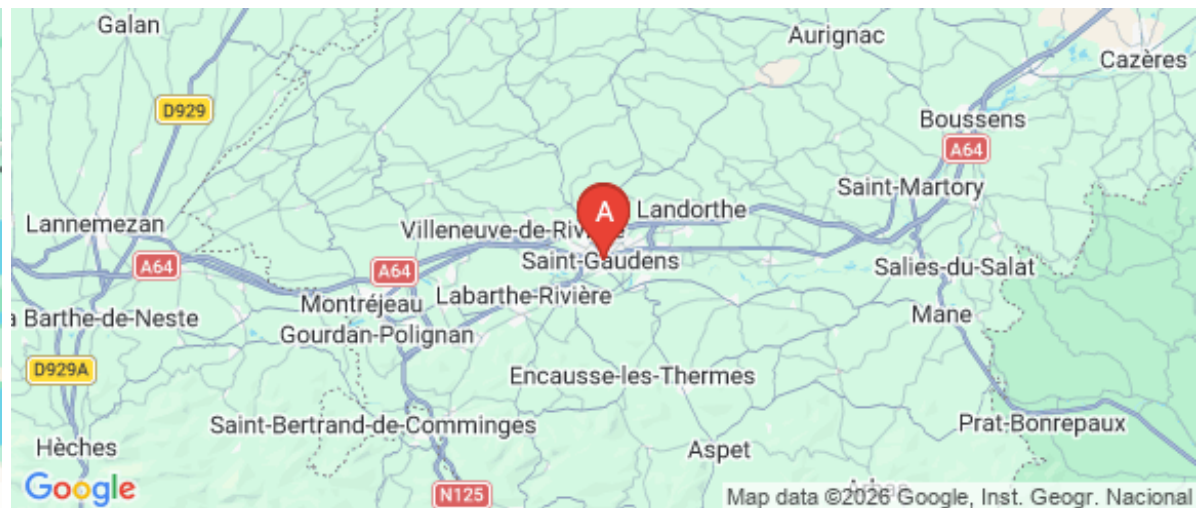 Galan
Aurignac
Cazères
D929
Boussens
A64
Saint-Martory
A
Landorthe
Lannemezan
Villeneuve-de-Rivière
A64
Saint-Gaudens
A64
Salies-du-Salat
Montréjeau
Labarthe-Rivière
a Barthe-de-Neste
Mane
Gourdan-Polignan
D929A
Encausse-les-Thermes
Saint-Bertrand-de-Comminges
Prat-Bonrepaux
Hèches
Aspet
Google
N125
Map data ©2026 Google, Inst. Geogr. Nacional